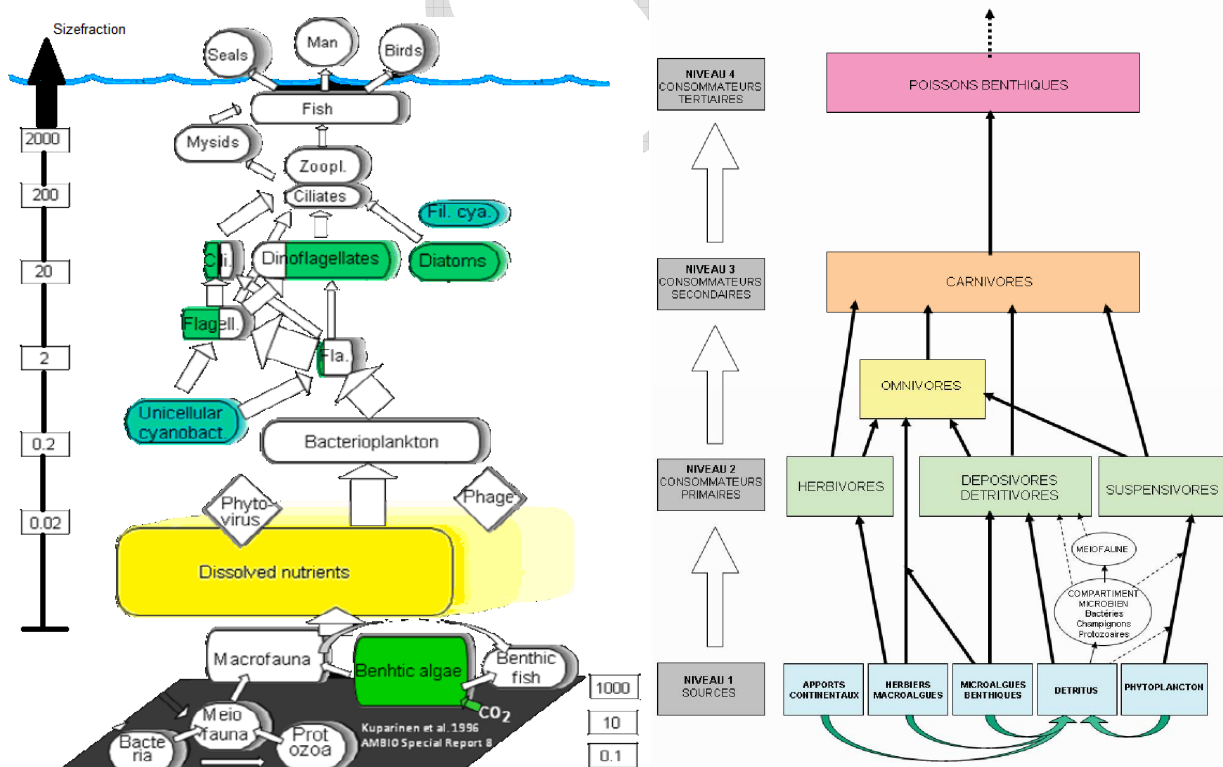 Sizefraction
Seals
Man
Birds
Fish
2000
Mysids
Zoopl.
200
Ciliates
Fil. cya.
Cili.
Dinoflagellates
Diatoms
20
Flagell.
2
Fla.
Unicellular
cyanobact
Bacterioplankton
0.2
Phyto-
virus
Phage
0.02
Dissolved nutrients
Macrofauna
Benhtic algae
Benthic
fish
1000
CO2
Meio
fauna
Kuparinen et al. 1996
AMBIO Special Report 8
10
Bacte
ria
Prot
ozoa
0.1
NIVEAU 4
CONSOMMATEURS
TERTIAIRES
POISSONS BENTHIQUES
NIVEAU 3
CONSOMMATEURS
SECONDAIRES
CARNIVORES
OMNIVORES
NIVEAU 2
CONSOMMATEURS
PRIMAIRES
HERBIVORES
DEPOSIVORES
DETRITIVORES
SUSPENSIVORES
MEIOFAUNE
COMPARTIMENT
MICROBIEN
Bactéries
Champignons
Protozoaires
NIVEAU 1
SOURCES
APPORTS
CONTINENTAUX
HERBIERS
MACROALGUES
MICROALGUES
BENTHIQUES
DETRITUS
PHYTOPLANCTON